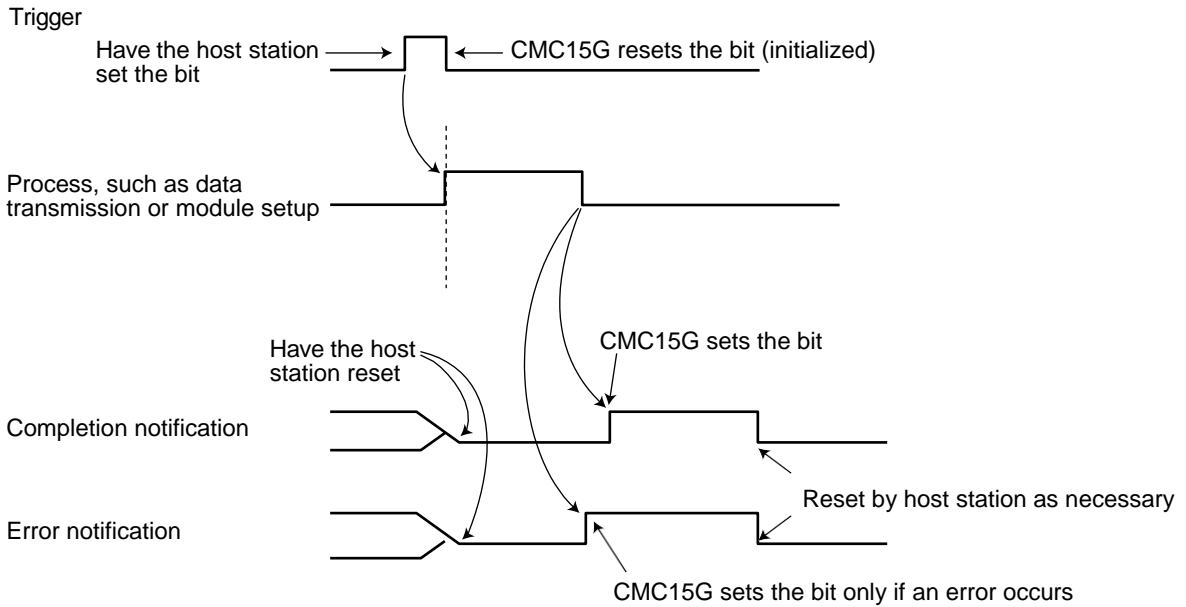 Trigger
Have the host station
set the bit
CMC15G resets the bit (initialized)
Process, such as data
transmission or module setup
CMC15G sets the bit
Have the host
station reset
Completion notification
Reset by host station as necessary
Error notification
CMC15G sets the bit only if an error occurs